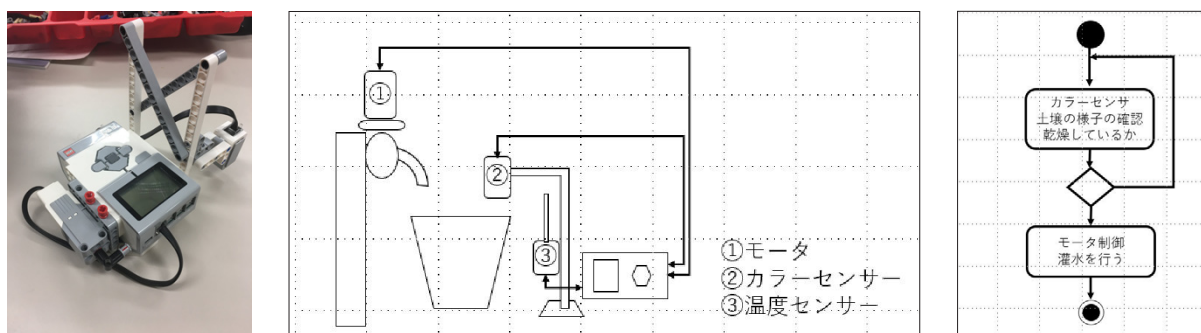 ①
②
③
①モータ
②カラーセンサー
③温度センサー
カラーセンサ
土壌の様子の確認
乾燥しているか
モータ制御
灌水を行う